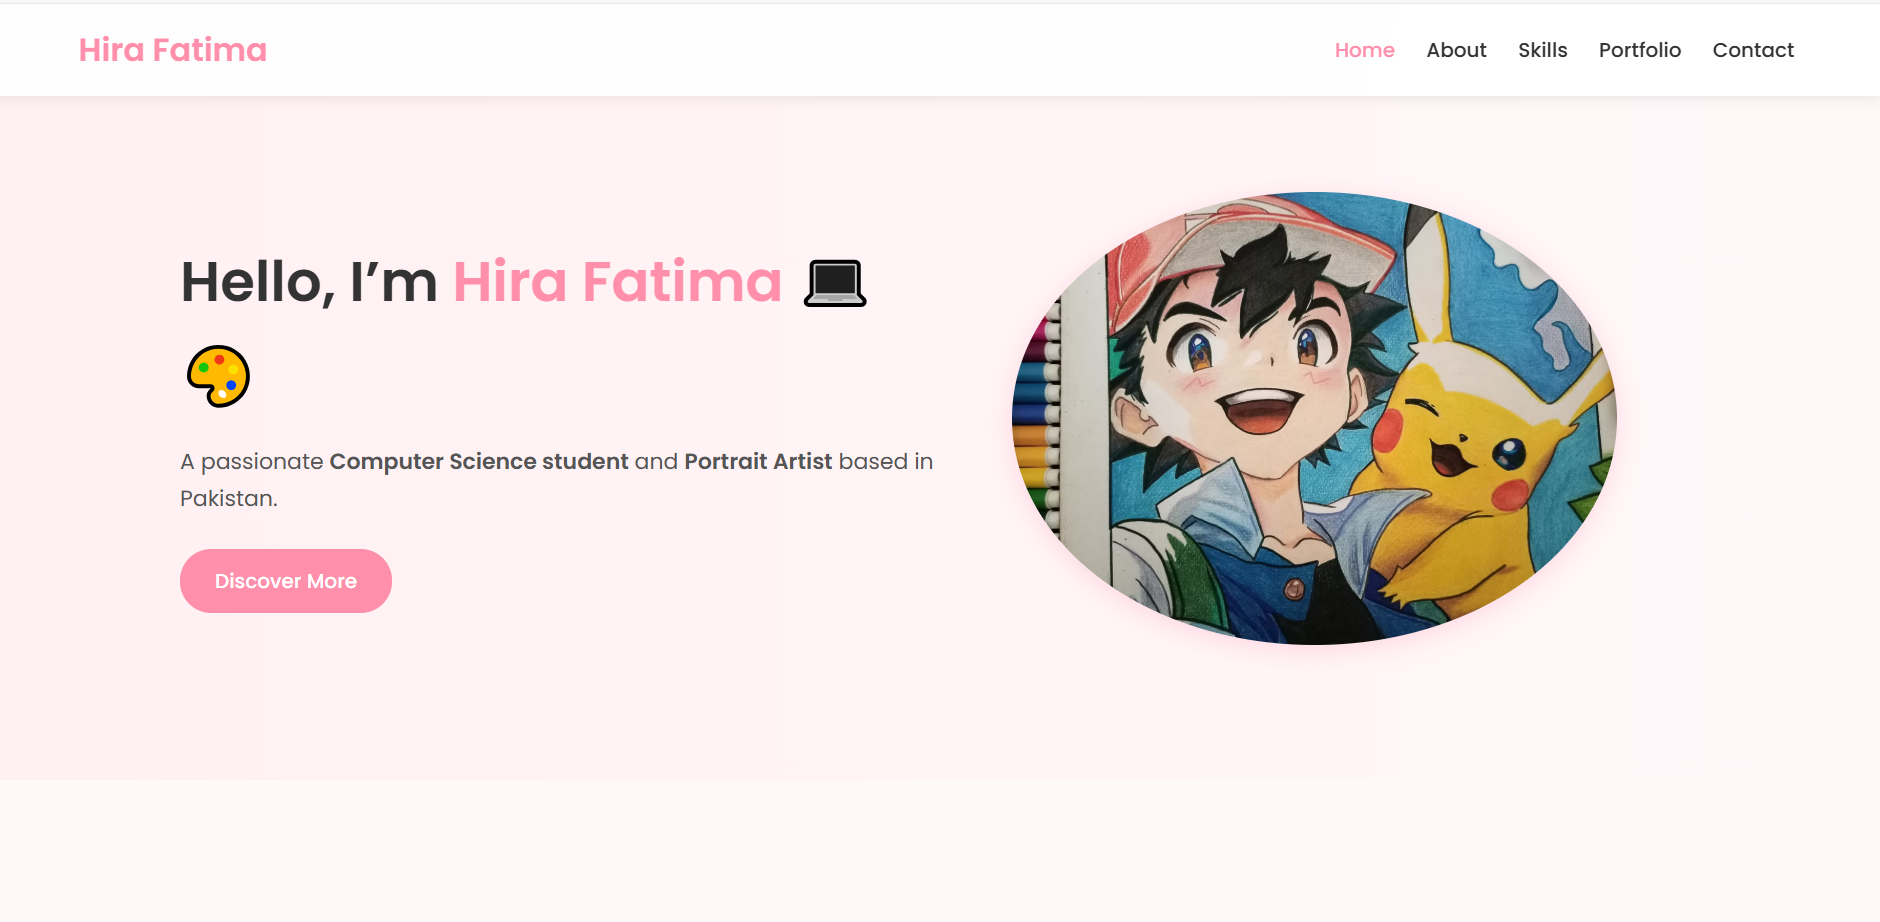 Hira Fatima
Home About Skills Portfolio Contact
Hello, I’m Hira Fatima 💻
🎨
A passionate Computer Science student and Portrait Artist based in
Pakistan.
Discover More